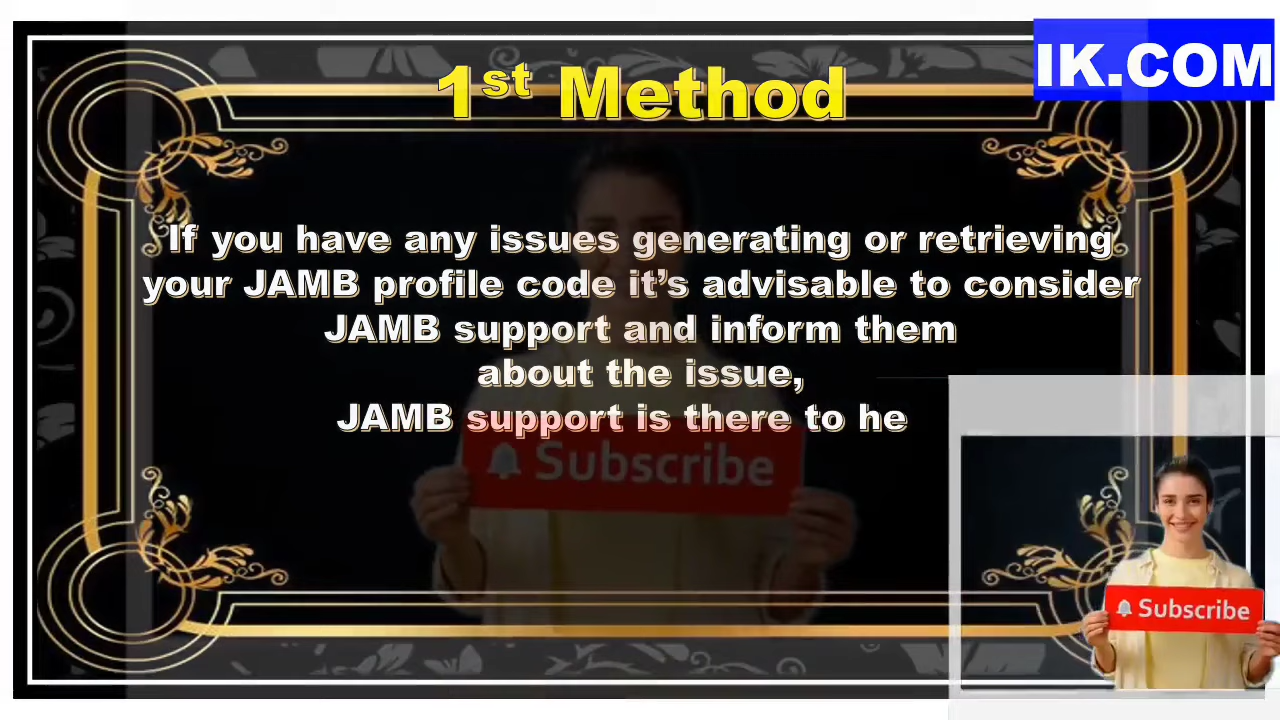 IK.COM
1st Method
If you have any issues generating or retrieving
your JAMB profile code it’s advisable to consider
JAMB support and inform them
about the issue,
JAMB support is there to he
Subscribe
Subscribe